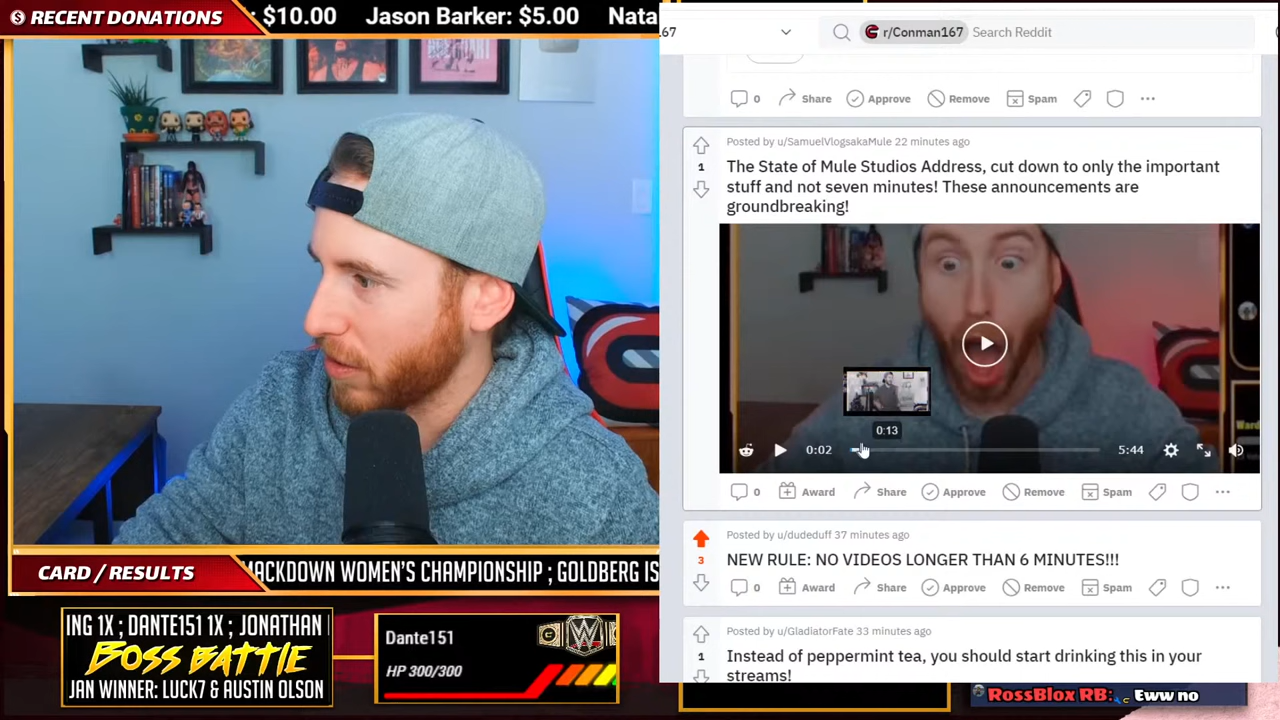 RECENT DONATIONS
: $10.00 Jason Barker: $5.00 Nata
.67
r/Conman167 Search Reddit
0 Share Approve Remove Spam
Posted by u/SamuelVlogsakaMule 22 minutes ago
1
The State of Mule Studios Address, cut down to only the important
stuff and not seven minutes! These announcements are
groundbreaking!
0:13
0:02
5:44
0 Award Share Approve Remove Spam
Posted by u/dudeduff 37 minutes ago
3
NEW RULE: NO VIDEOS LONGER THAN 6 MINUTES!!!
0 Award Share Approve Remove Spam
Posted by u/GladiatorFate 33 minutes ago
1
Instead of peppermint tea, you should start drinking this in your
streams!
CARD / RESULTS
MACKDOWN WOMEN'S CHAMPIONSHIP ; GOLDBERG IS
ING 1X ; DANTE151 1X ; JONATHAN
BOSS BATTLE
JAN WINNER: LUCK7 & AUSTIN OLSON
Dante151
HP 300/300
RossBlox RB: Eww no